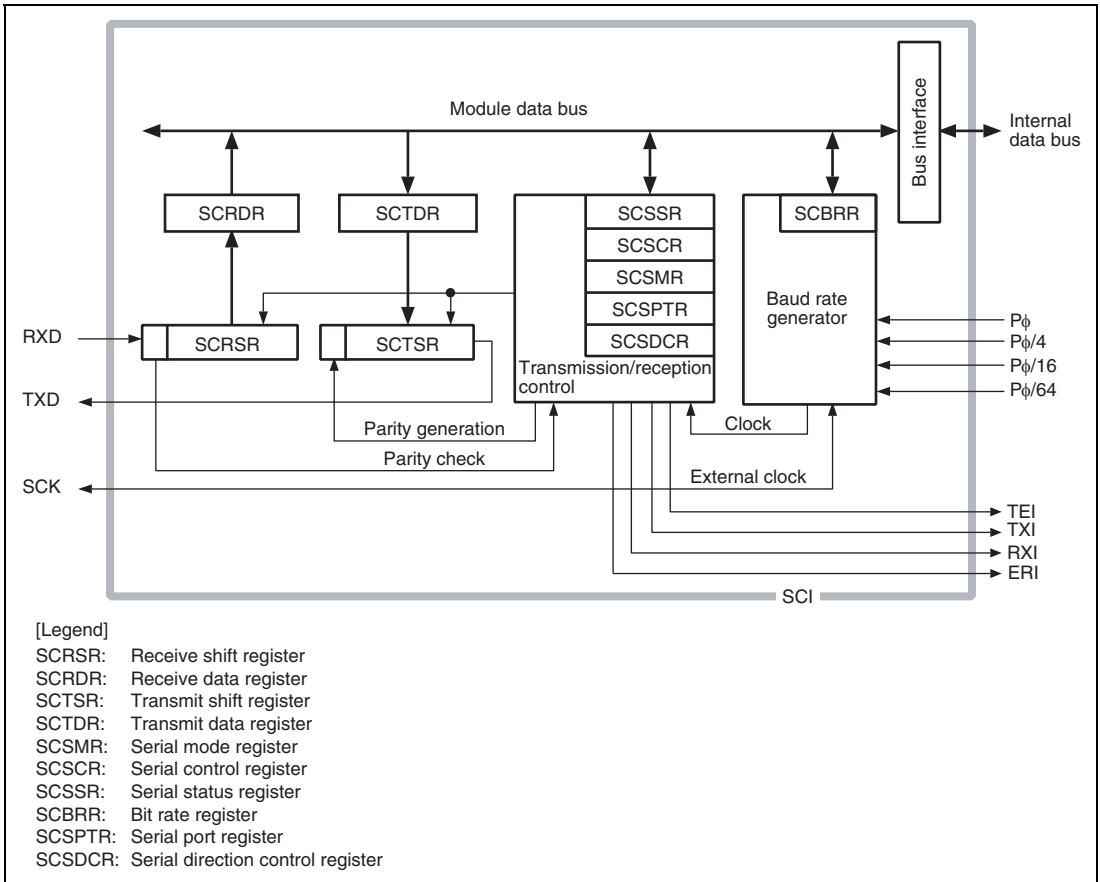 Module data bus
Bus interface
Internal
data bus
SCRDR
SCTDR
SCSSR
SCSCR
SCSMR
SCSPTR
SCSDCR
Transmission/reception
control
SCBRR
Baud rate
generator
RXD
SCRSR
SCTSR
Pφ
Pφ/4
Pφ/16
Pφ/64
TXD
Parity generation
Clock
Parity check
SCK
External clock
TEI
TXI
RXI
ERI
SCI
[Legend]
SCRSR: Receive shift register
SCRDR: Receive data register
SCTSR: Transmit shift register
SCTDR: Transmit data register
SCSMR: Serial mode register
SCSCR: Serial control register
SCSSR: Serial status register
SCBRR: Bit rate register
SCSPTR: Serial port register
SCSDCR: Serial direction control register